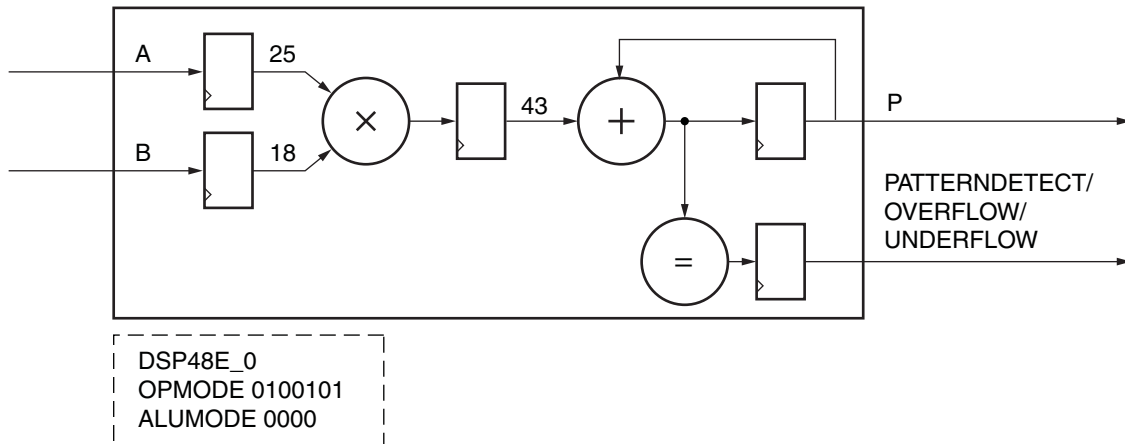 A
25
×
43
+
P
B
18
PATTERNDETECT/
OVERFLOW/
UNDERFLOW
=
DSP48E_0
OPMODE 0100101
ALUMODE 0000